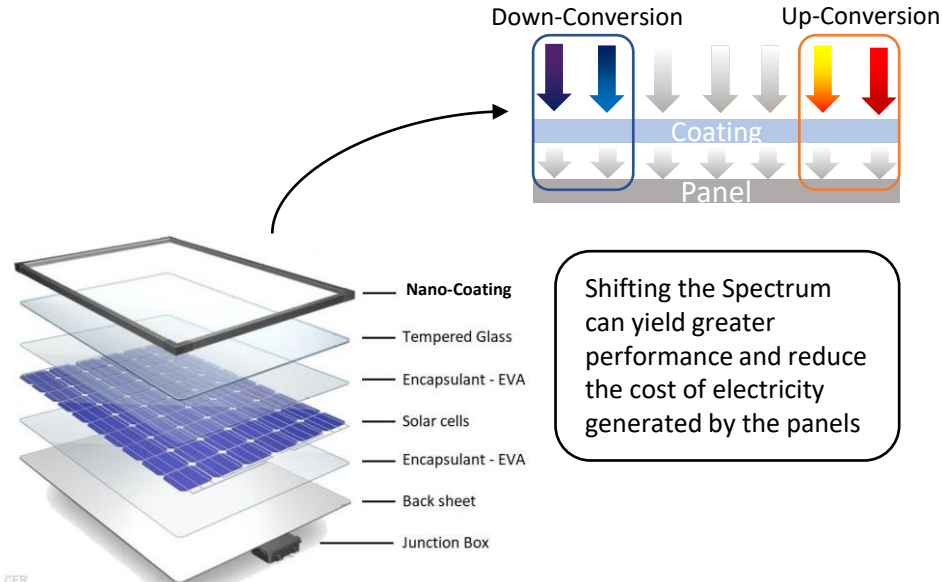 Down-Conversion
Up-Conversion
Coating
Panel
Nano-Coating
Tempered Glass
Encapsulant - EVA
Solar cells
Encapsulant - EVA
Back sheet
Junction Box
Shifting the Spectrum
can yield greater
performance and reduce
the cost of electricity
generated by the panels
CER